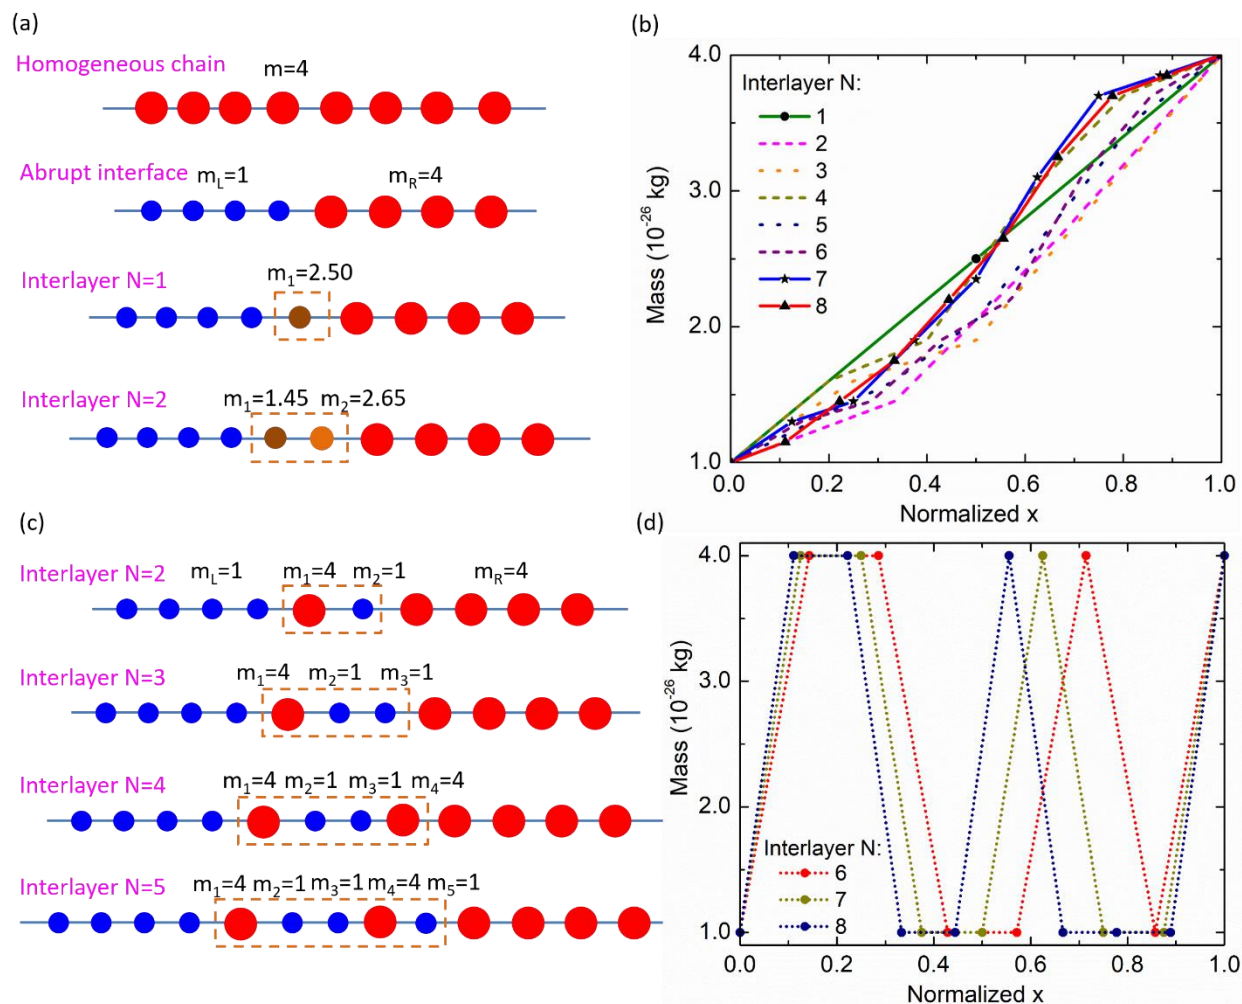 (a)
Homogeneous chain
m=4
Abrupt interface
m_L=1
m_R=4
Interlayer N=1
m_1=2.50
Interlayer N=2
m_1=1.45 m_2=2.65
(b)
4.0
3.0
2.0
1.0
Mass (10^-26 kg)
Interlayer N:
1
2
3
4
5
6
7
8
0.0 0.2 0.4 0.6 0.8 1.0
Normalized x
(c)
Interlayer N=2
m_L=1
m_1=4 m_2=1
m_R=4
Interlayer N=3
m_1=4 m_2=1 m_3=1
Interlayer N=4
m_1=4 m_2=1 m_3=1 m_4=4
Interlayer N=5
m_1=4 m_2=1 m_3=1 m_4=4 m_5=1
(d)
4.0
3.0
2.0
1.0
Mass (10^-26 kg)
Interlayer N:
6
7
8
0.0 0.2 0.4 0.6 0.8 1.0
Normalized x